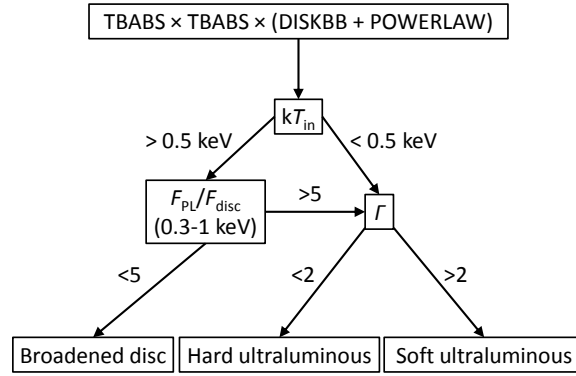 TBABS × TBABS × (DISKBB + POWERLAW)
kTin
> 0.5 keV
< 0.5 keV
FPL/Fdisc
(0.3-1 keV)
>5
Γ
<5
<2
>2
Broadened disc
Hard ultraluminous
Soft ultraluminous